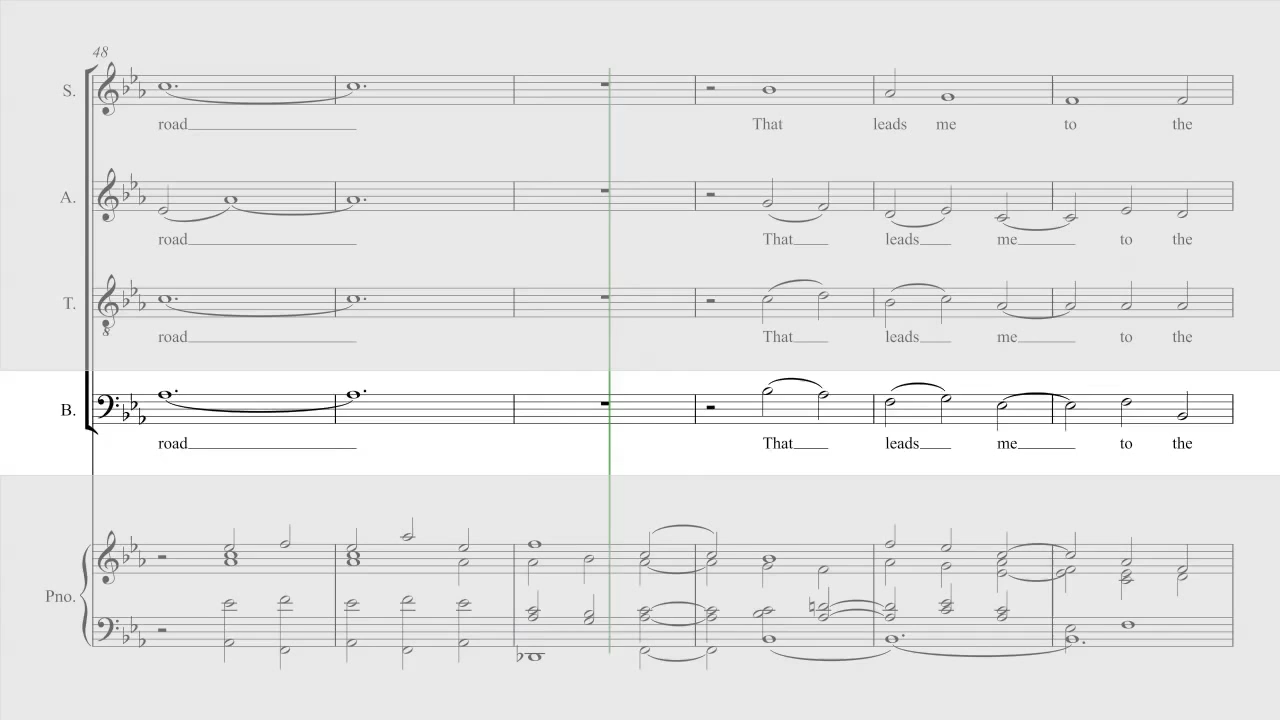 48
S.
road That leads me to the
A.
road That leads me to the
T.
8
road That leads me to the
B.
road That leads me to the
Pno.